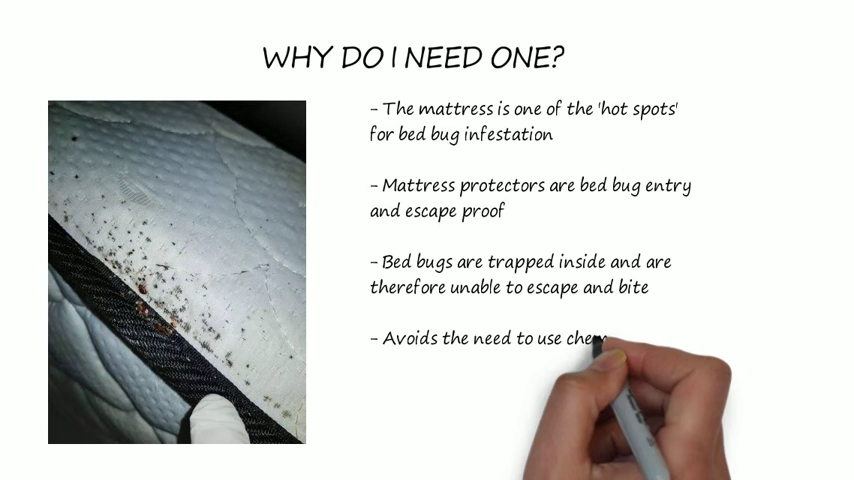 WHY DO I NEED ONE?
- The mattress is one of the 'hot spots'
for bed bug infestation
- Mattress protectors are bed bug entry
and escape proof
- Bed bugs are trapped inside and are
therefore unable to escape and bite
- Avoids the need to use chem